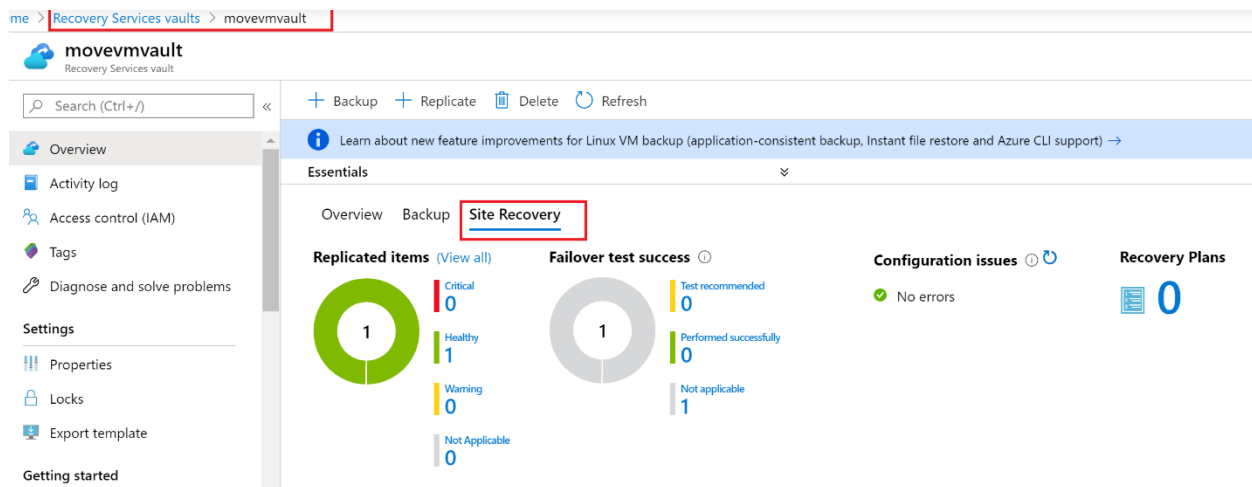 me > Recovery Services vaults > movevmvault
movevmvault
Recovery Services vault
Search (Ctrl+/)
«
Overview
Activity log
Access control (IAM)
Tags
Diagnose and solve problems
Settings
Properties
Locks
Export template
Getting started
+ Backup + Replicate Delete Refresh
Learn about new feature improvements for Linux VM backup (application-consistent backup, Instant file restore and Azure CLI support) →
Essentials
Overview Backup Site Recovery
Replicated items (View all)
1
Critical
0
Healthy
1
Warning
0
Not Applicable
0
Failover test success
1
Test recommended
0
Performed successfully
0
Not applicable
1
Configuration issues
No errors
Recovery Plans
0